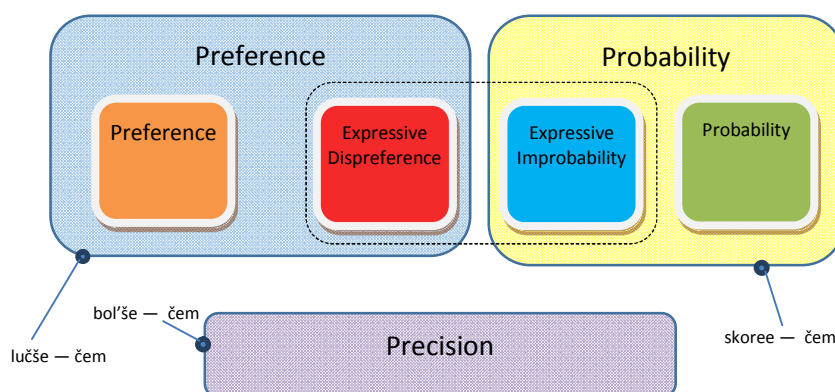 Preference
Probability
Preference
Expressive
Dispreference
Expressive
Improbability
Probability
bol'še — čem
lučše — čem
Precision
skoree — čem